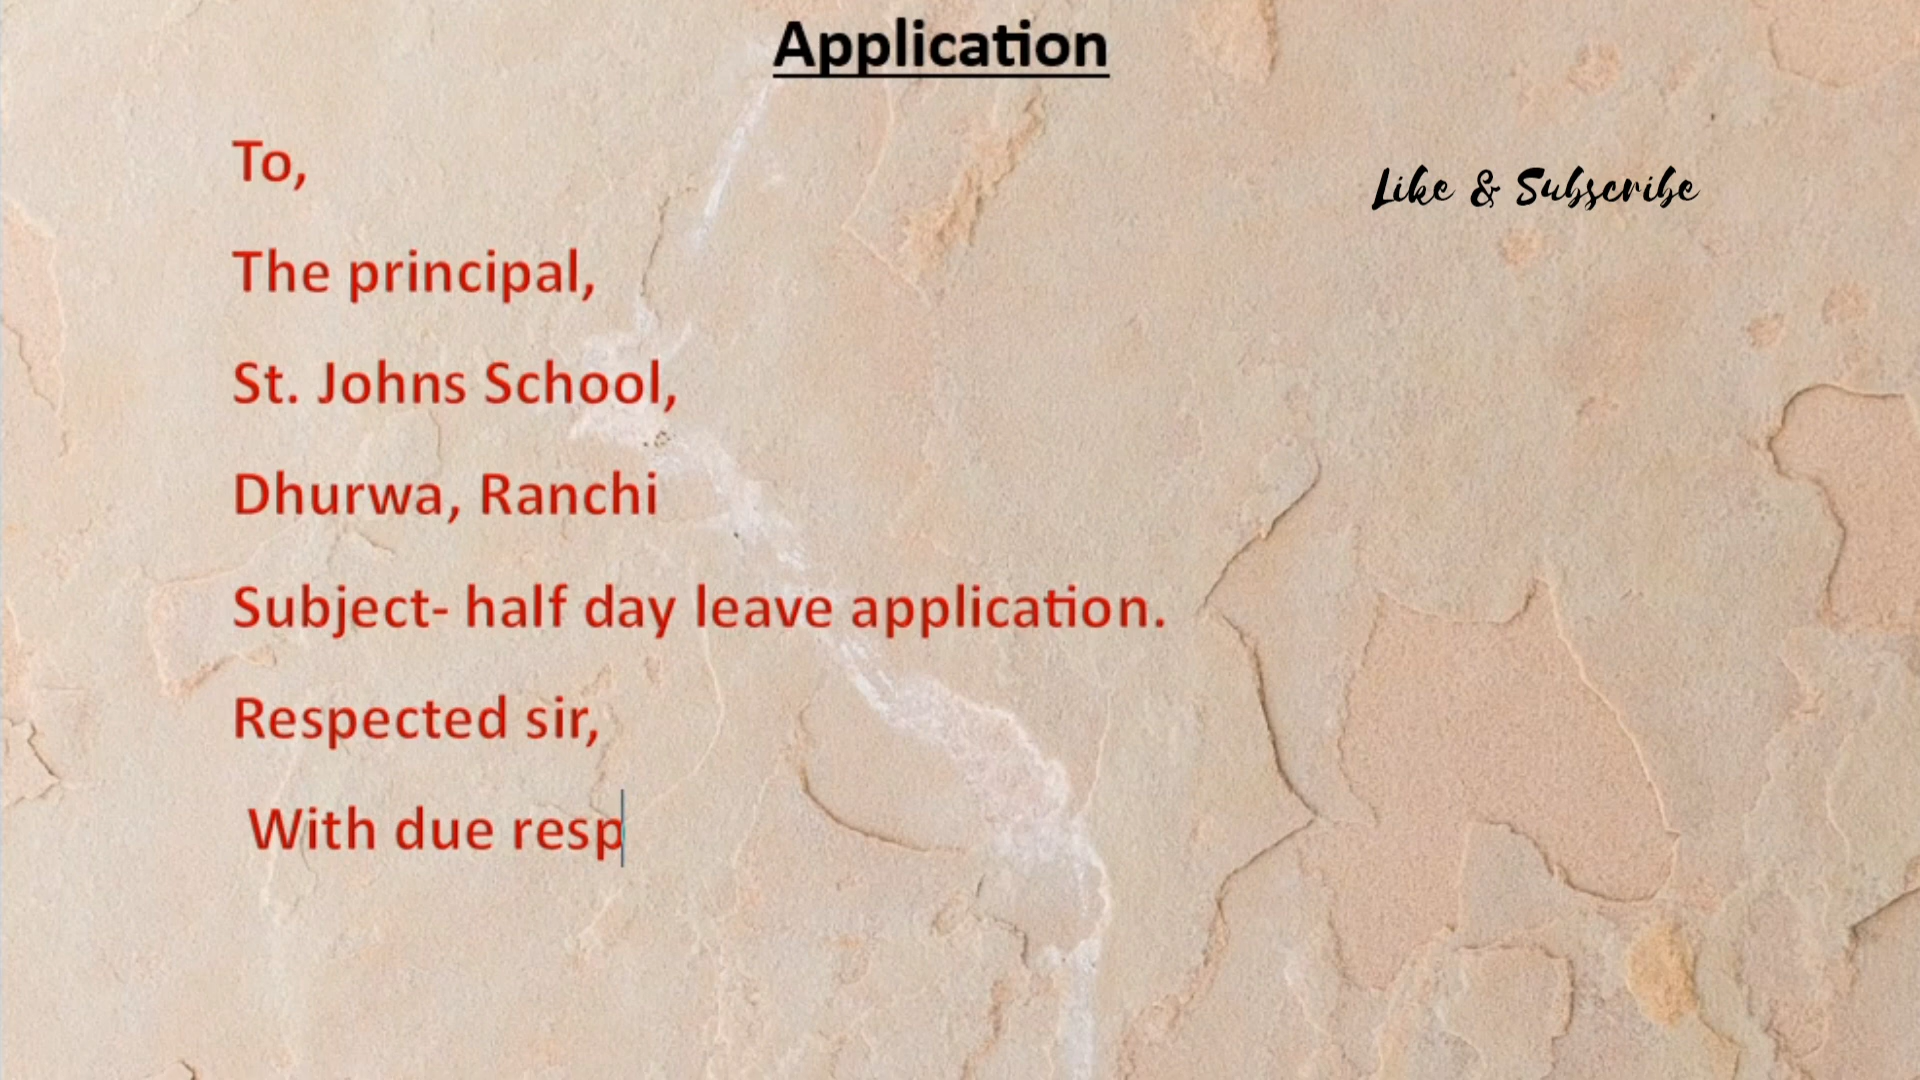 Application
To,
Like & Subscribe
The principal,
St. Johns School,
Dhurwa, Ranchi
Subject- half day leave application.
Respected sir,
With due resp